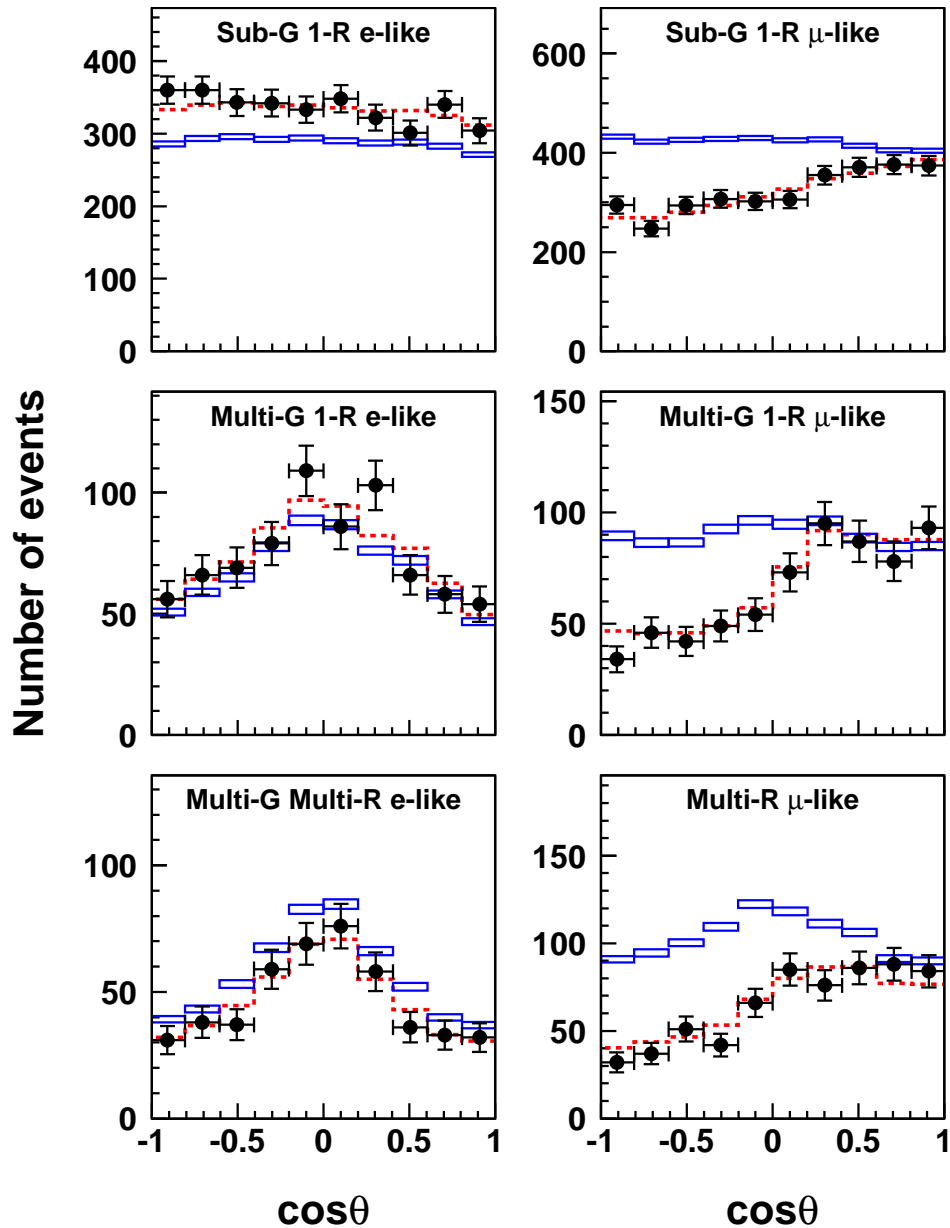 Number of events
Sub-G 1-R e-like
400
300
200
100
0
Sub-G 1-R μ-like
600
400
200
0
Multi-G 1-R e-like
100
50
0
Multi-G 1-R μ-like
150
100
50
0
Multi-G Multi-R e-like
100
50
0
-1 -0.5 0 0.5 1
cosθ
Multi-R μ-like
150
100
50
0
-1 -0.5 0 0.5 1
cosθ